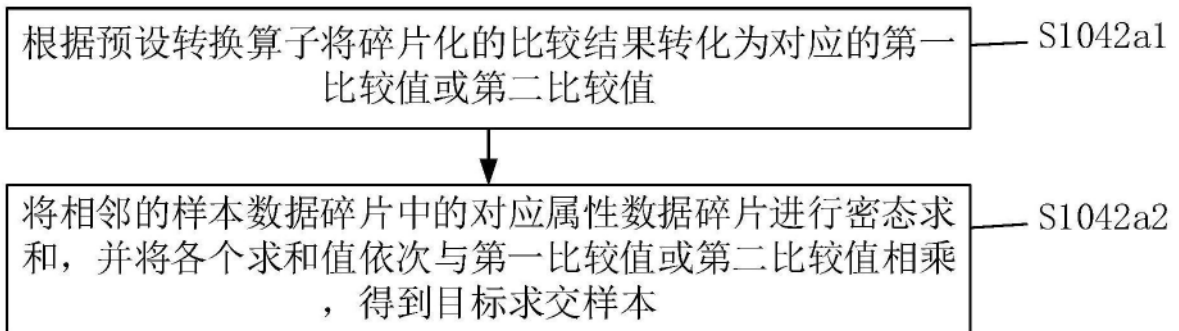 根据预设转换算子将碎片化的比较结果转化为对应的第一
比较值或第二比较值
S1042a1
将相邻的样本数据碎片中的对应属性数据碎片进行密态求
和，并将各个求和值依次与第一比较值或第二比较值相乘
，得到目标求交样本
S1042a2